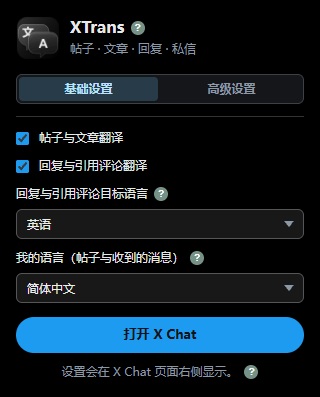 XTrans ?
帖子 · 文章 · 回复 · 私信
基础设置 高级设置
帖子与文章翻译
回复与引用评论翻译
回复与引用评论目标语言 ?
英语
我的语言（帖子与收到的消息） ?
简体中文
打开 X Chat
设置会在 X Chat 页面右侧显示。 ?